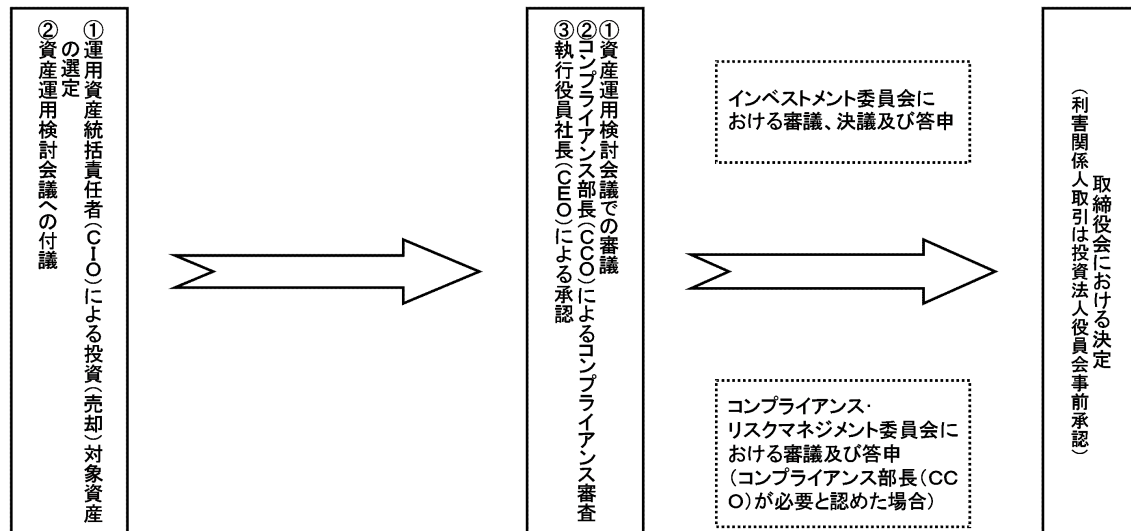 ①運用資産統括責任者(CIO)による投資(売却)対象資産
の選定
②資産運用検討会議への付議
①資産運用検討会議での審議
②コンプライアンス部長(CCO)によるコンプライアンス審査
③執行役員社長(CEO)による承認
インベストメント委員会に
おける審議、決議及び答申
コンプライアンス・
リスクマネジメント委員会に
おける審議及び答申
(コンプライアンス部長(CC
O)が必要と認めた場合)
取締役会における決定
(利害関係人取引は投資法人役員会事前承認)